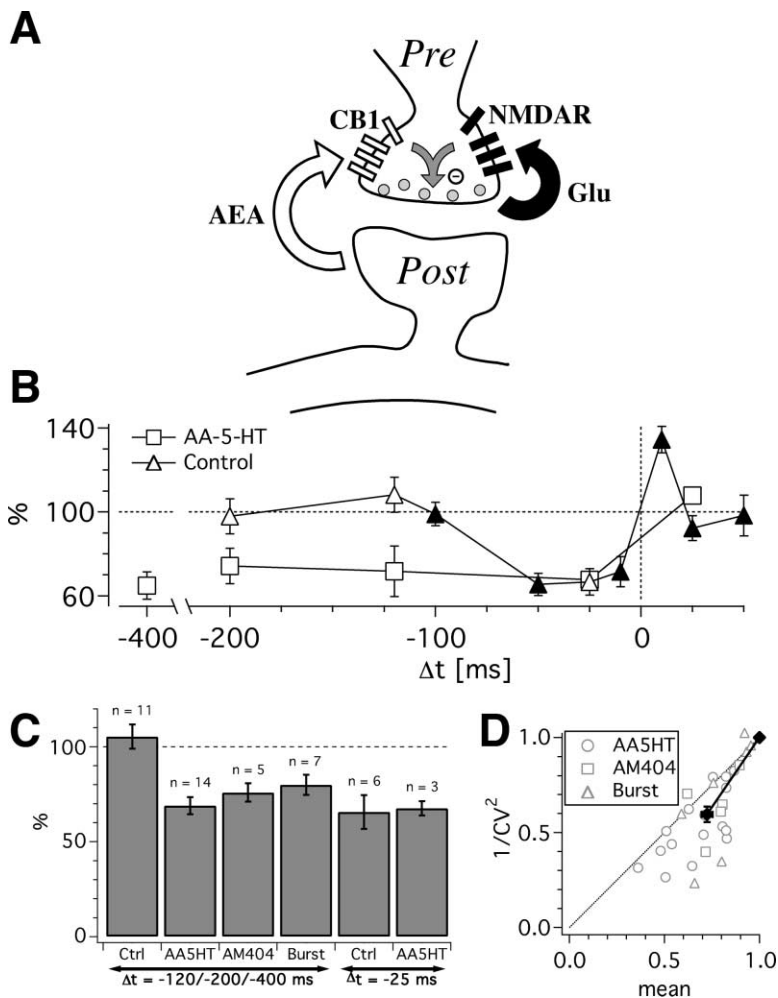 A
Pre
CB1
NMDAR
AEA
Glu
Post
B
140
100
60
%
AA-5-HT
Control
-400
-200
-100
0
Δt [ms]
C
n = 11
n = 14
n = 5
n = 7
n = 6
n = 3
100
50
0
%
Ctrl AA5HT AM404 Burst Ctrl AA5HT
Δt = -120/-200/-400 ms
Δt = -25 ms
D
1.0
0.5
0.0
1/CV²
AA5HT
AM404
Burst
0.0 0.5 1.0
mean